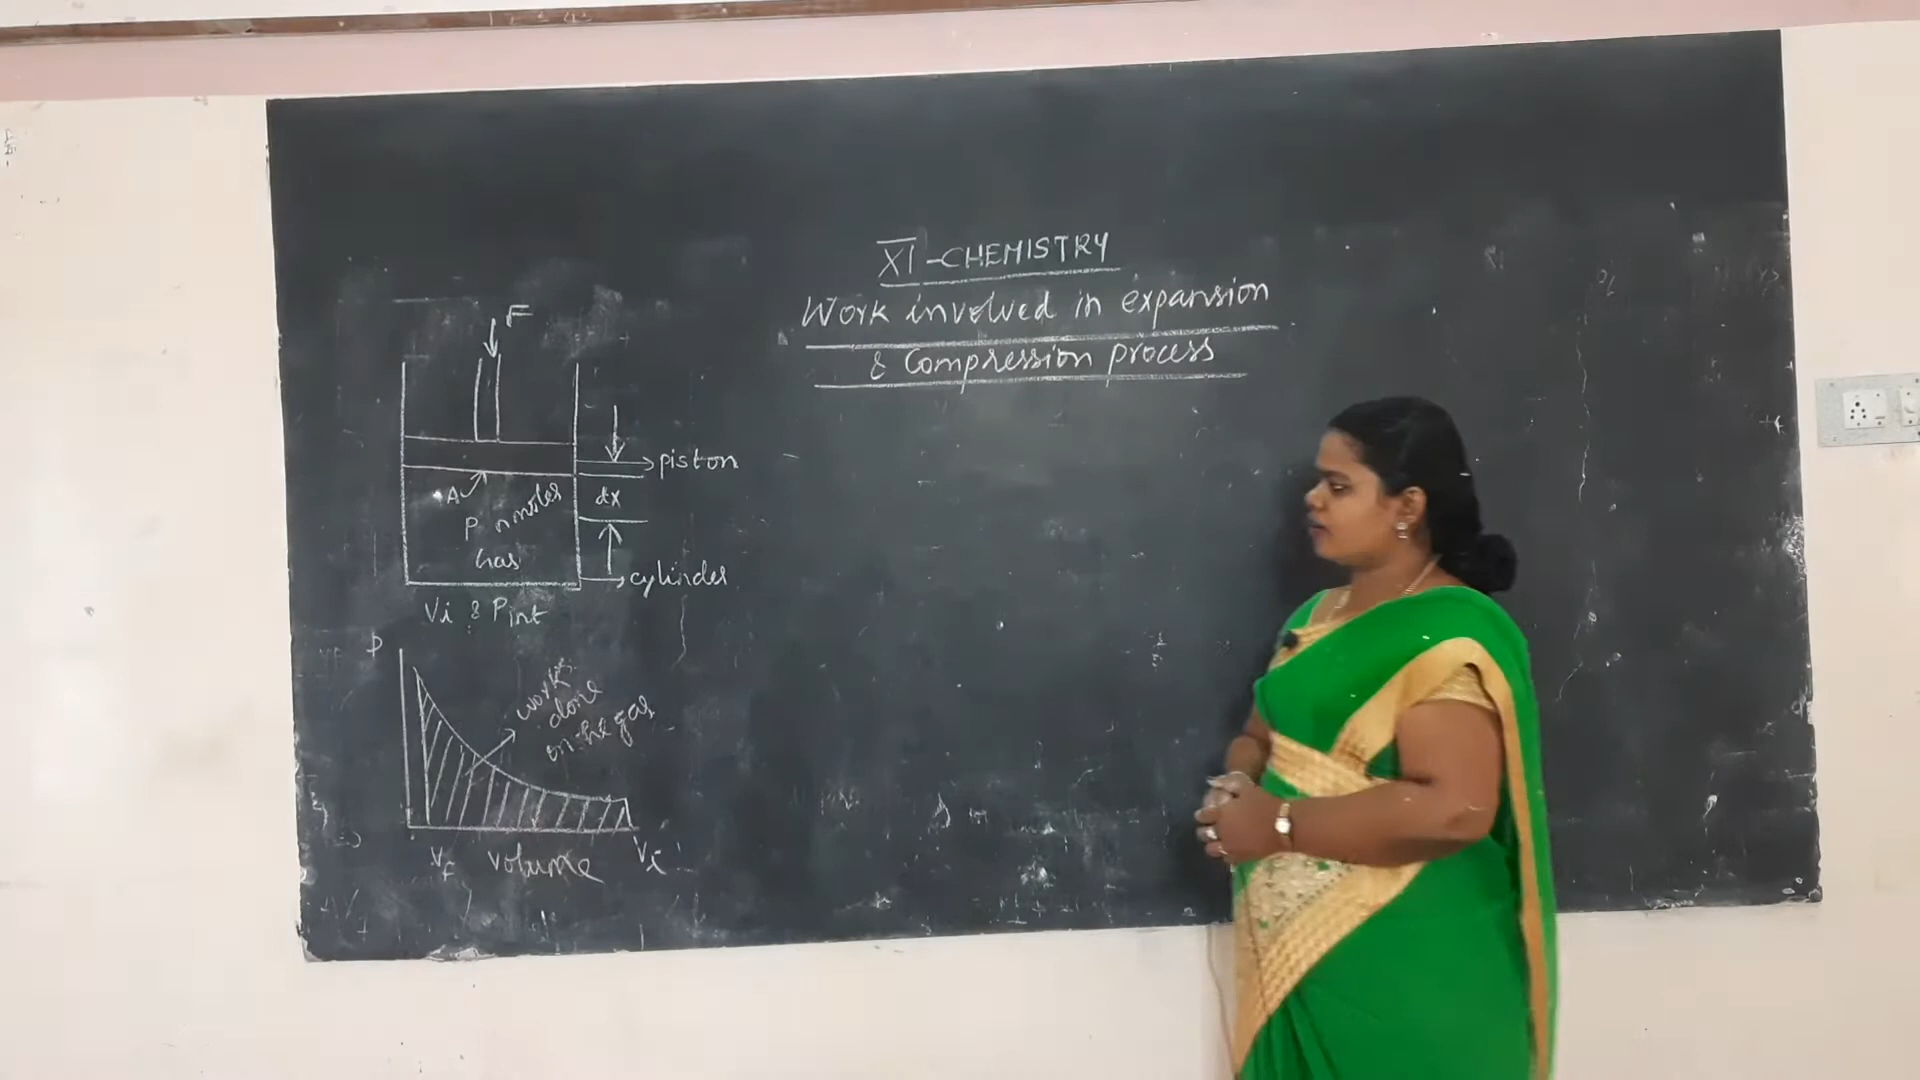 XI-CHEMISTRY
Work involved in expansion
& Compression process
F
piston
A
P n moles
Gas
dx
cylinder
Vi & Pint
P
work
done
on the gas
Vf Volume Vi